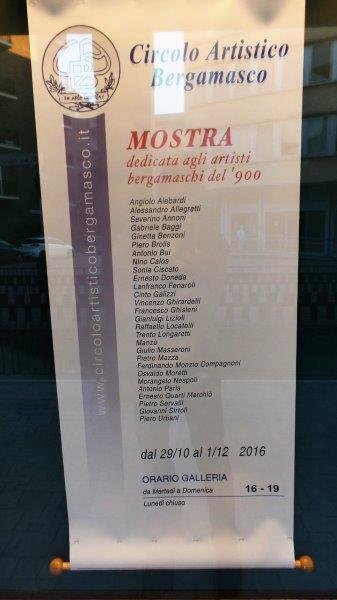 Circolo Artistico
Bergamasco
www.circoloartisticobergamasco.it
MOSTRA
dedicata agli artisti
bergamaschi del '900
Angiolo Alebardi
Alessandro Allegretti
Severino Annoni
Gabriele Baggi
Ginetta Benzoni
Piero Brolis
Antonio Bui
Nino Calos
Sonia Ciscato
Ernesto Doneda
Lanfranco Fenaroli
Cinto Galizzi
Vincenzo Ghirardelli
Francesco Ghisleni
Gianluigi Lizioli
Raffaello Locatelli
Trento Longaretti
Manzù
Giulio Masseroni
Pietro Mazza
Ferdinando Monzio Compagnoni
Osvaldo Moretti
Morangelo Nespoli
Antonio Paris
Ernesto Quarti Marchiò
Pietro Servalli
Giovanni Sirtoli
Piero Urbani
dal 29/10 al 1/12 2016
ORARIO GALLERIA
da Martedì a Domenica 16 - 19
Lunedì chiuso